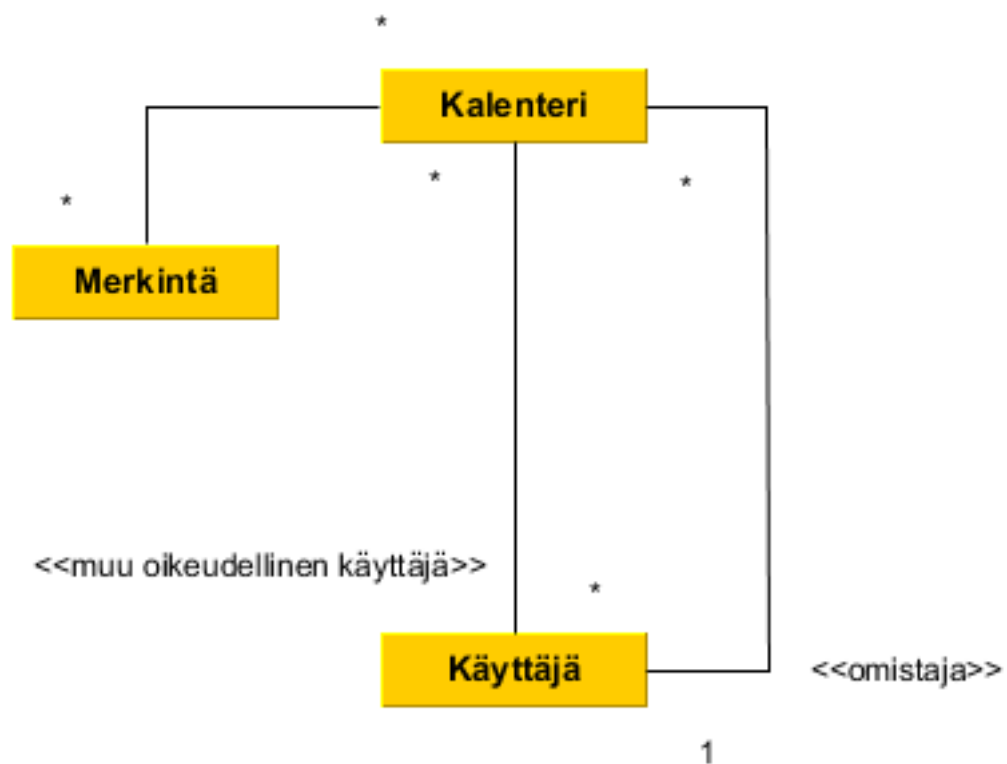 *
Kalenteri
*
*
*
Merkintä
<<muu oikeudellinen käyttäjä>>
*
Käyttäjä
<<omistaja>>
1